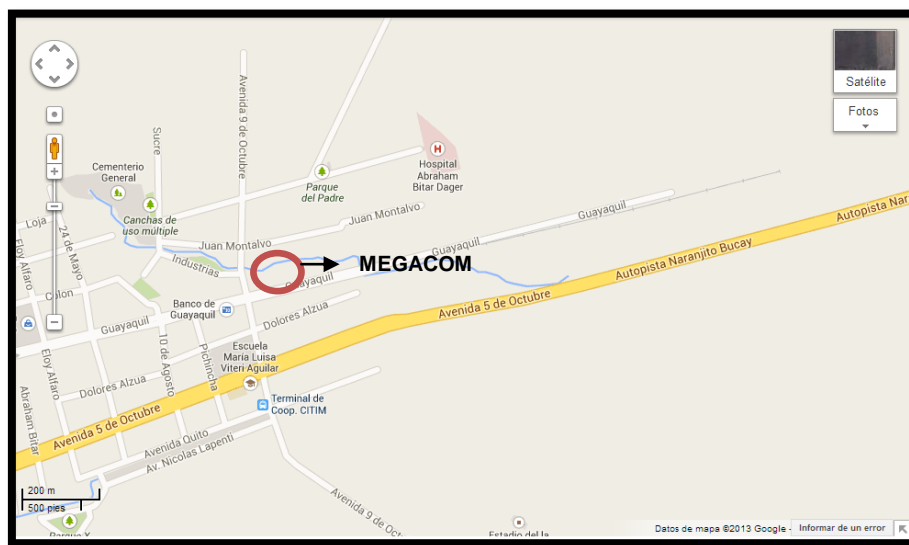 Satélite
Fotos
Avenida 9 de Octubre
Sucre
Cementerio
General
Hospital
Abraham
Bitar Dager
Parque
del Padre
Canchas de
uso múltiple
Loja
24 de Mayo
Eloy Alfaro
Juan Montalvo
Juan Montalvo
Guayaquil
Autopista Nar
Industrias
MEGACOM
Guayaquil
Guayaquil
Autopista Naranjito Bucay
Colon
Banco de
Guayaquil
Avenida 5 de Octubre
Guayaquil
Dolores Alzua
Escuela
Maria Luisa
Viteri Aguilar
10 de Agosto
Pichincha
Eloy Alfaro
Dolores Alzua
Abraham Bitar
Terminal de
Coop. CITIM
Avenida 5 de Octubre
Avenida Quito
Av. Nicolas Lapenti
200 m
500 pies
Avenida 9 de Oct
Parque X
Estadio del la
Datos de mapa ©2013 Google -
Informar de un error